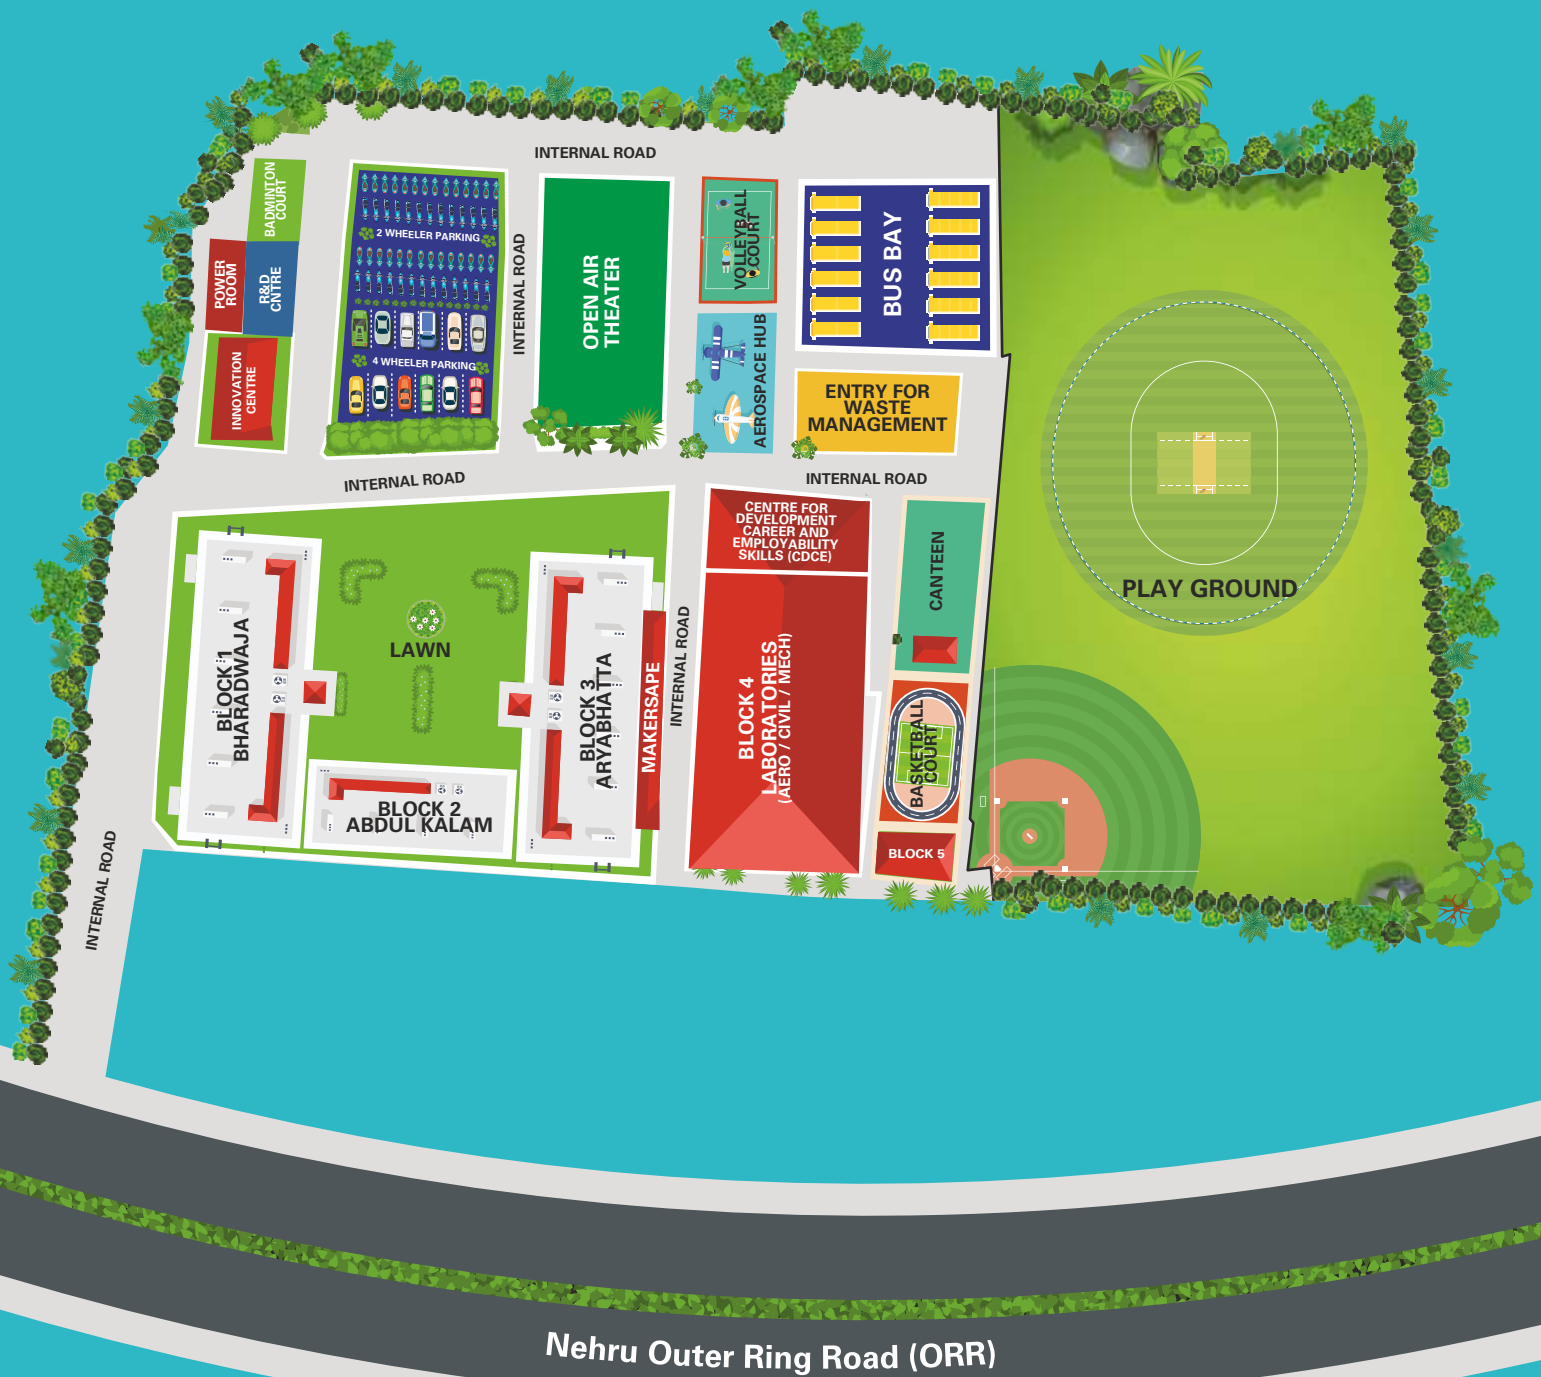 INTERNAL ROAD
BADMINTON
COURT
POWER
ROOM
R&D
CNTRE
INNOVATION
CENTRE
2 WHEELER PARKING
4 WHEELER PARKING
INTERNAL ROAD
OPEN AIR
THEATER
VOLLEYBALL
COURT
AEROSPACE HUB
BUS BAY
ENTRY FOR
WASTE
MANAGEMENT
INTERNAL ROAD
INTERNAL ROAD
PLAY GROUND
BLOCK 1
BHARADWAJA
LAWN
BLOCK 2
ABDUL KALAM
BLOCK 3
ARYABHATTA
MAKERSAPE
INTERNAL ROAD
CENTRE FOR
DEVELOPMENT
CAREER AND
EMPLOYABILITY
SKILLS (CDCE)
BLOCK 4
LABORATORIES
(AERO / CIVIL / MECH)
CANTEEN
BASKETBALL
COURT
BLOCK 5
INTERNAL ROAD
Nehru Outer Ring Road (ORR)